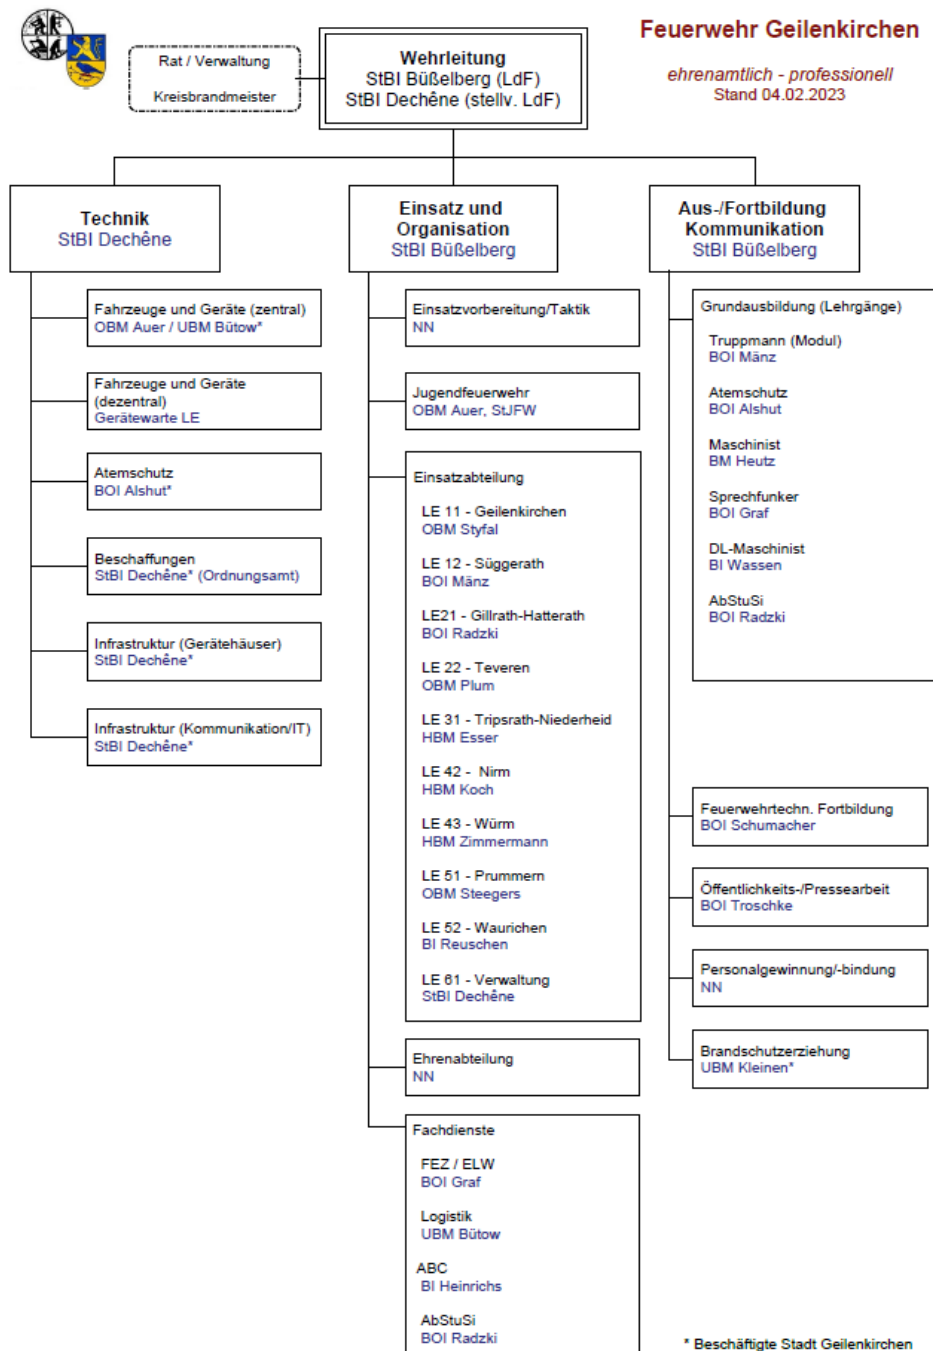 Feuerwehr Geilenkirchen
ehrenamtlich - professionell
Stand 04.02.2023
Rat / Verwaltung
Kreisbrandmeister
Wehrleitung
StBI Büßelberg (LdF)
StBI Dechêne (stellv. LdF)
Technik
StBI Dechêne
Fahrzeuge und Geräte (zentral)
OBM Auer / UBM Bütow*
Fahrzeuge und Geräte
(dezentral)
Gerätewarte LE
Atemschutz
BOI Alshut*
Beschaffungen
StBI Dechêne* (Ordnungsamt)
Infrastruktur (Gerätehäuser)
StBI Dechêne*
Infrastruktur (Kommunikation/IT)
StBI Dechêne*
Einsatz und
Organisation
StBI Büßelberg
Einsatzvorbereitung/Taktik
NN
Jugendfeuerwehr
OBM Auer, StJFW
Einsatzabteilung
LE 11 - Geilenkirchen
OBM Styfal
LE 12 - Süggerath
BOI Mänz
LE21 - Gillrath-Hatterath
BOI Radzki
LE 22 - Teveren
OBM Plum
LE 31 - Tripsrath-Niederheid
HBM Esser
LE 42 - Nirm
HBM Koch
LE 43 - Würm
HBM Zimmermann
LE 51 - Prummern
OBM Steegers
LE 52 - Waurichen
BI Reuschen
LE 61 - Verwaltung
StBI Dechêne
Ehrenabteilung
NN
Fachdienste
FEZ / ELW
BOI Graf
Logistik
UBM Bütow
ABC
BI Heinrichs
AbStuSi
BOI Radzki
Aus-/Fortbildung
Kommunikation
StBI Büßelberg
Grundausbildung (Lehrgänge)
Truppmann (Modul)
BOI Mänz
Atemschutz
BOI Alshut
Maschinist
BM Heutz
Sprechfunker
BOI Graf
DL-Maschinist
BI Wassen
AbStuSi
BOI Radzki
Feuerwehrtechn. Fortbildung
BOI Schumacher
Öffentlichkeits-/Pressearbeit
BOI Troschke
Personalgewinnung/-bindung
NN
Brandschutzerziehung
UBM Kleinen*
* Beschäftigte Stadt Geilenkirchen